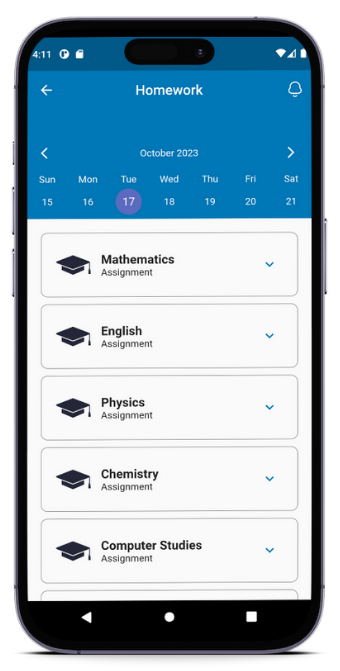 4:11
Homework
October 2023
Sun Mon Tue Wed Thu Fri Sat
15 16 17 18 19 20 21
Mathematics
Assignment
English
Assignment
Physics
Assignment
Chemistry
Assignment
Computer Studies
Assignment